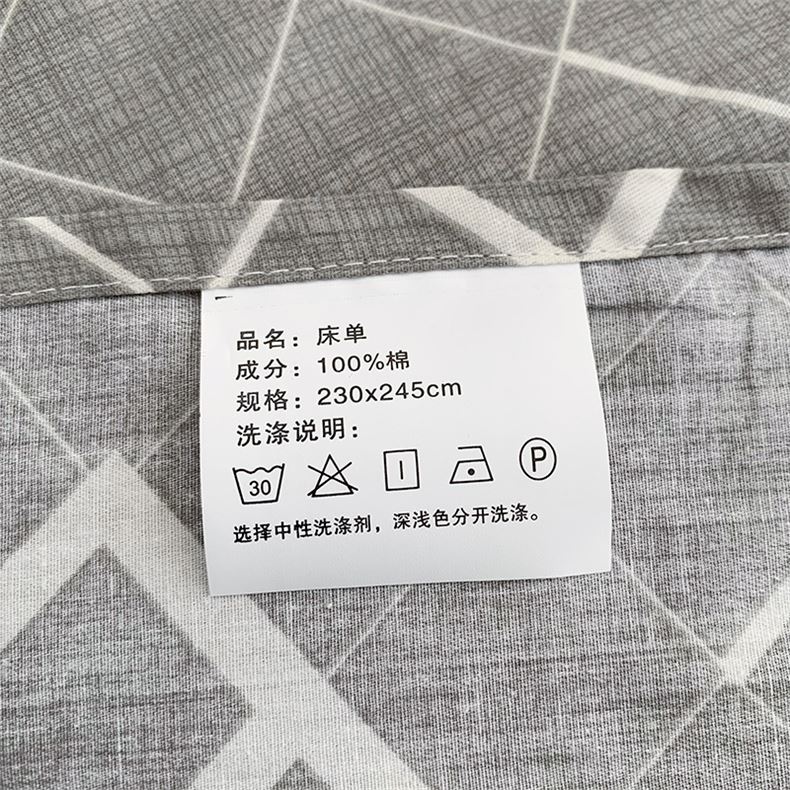 品名：床单
成分：100%棉
规格：230x245cm
洗涤说明：
30 P
选择中性洗涤剂，深浅色分开洗涤。